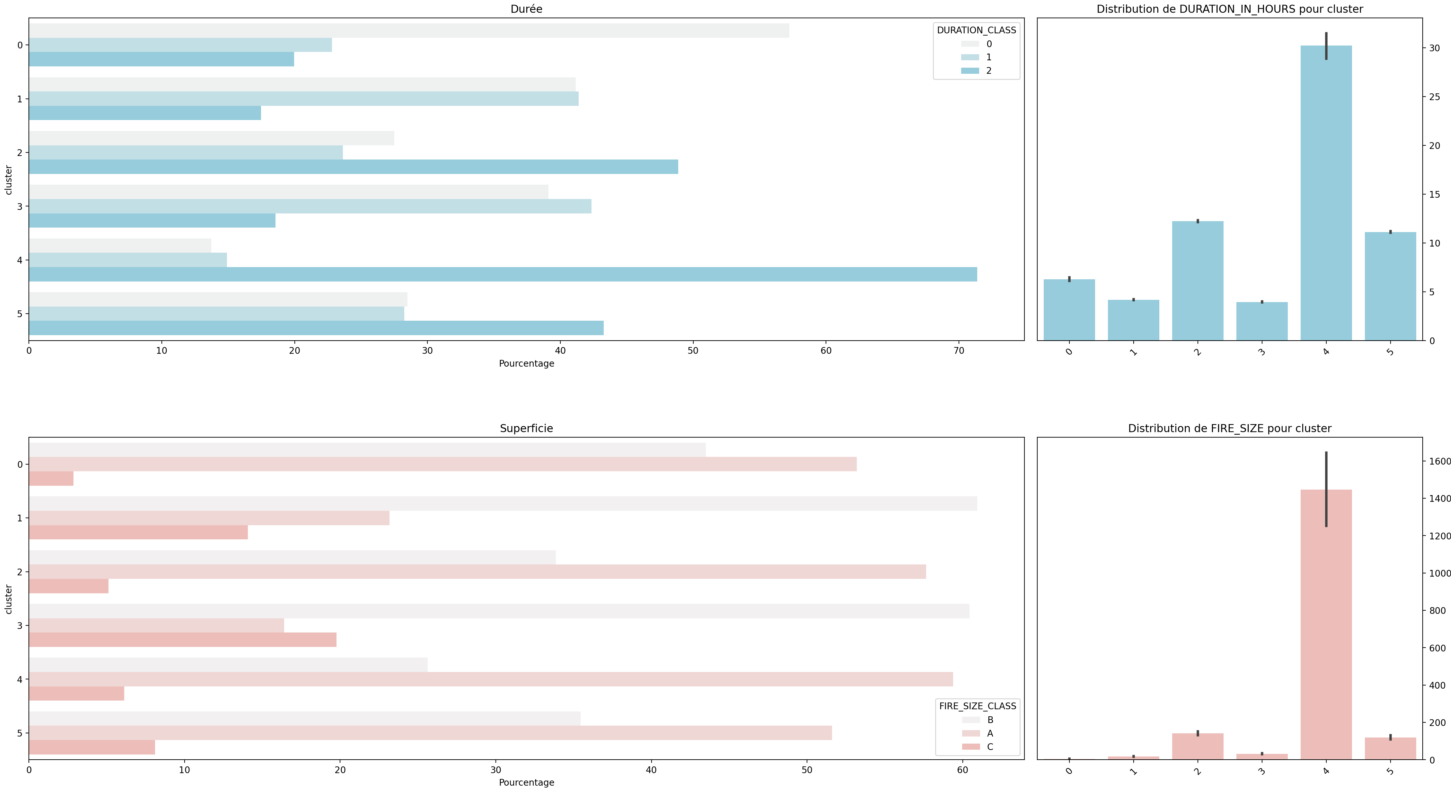 Durée
DURATION_CLASS
0
1
2
cluster
0
1
2
3
4
5
0 10 20 30 40 50 60 70
Pourcentage
Distribution de DURATION_IN_HOURS pour cluster
30
25
20
15
10
5
0
0 1 2 3 4 5
Superficie
cluster
0
1
2
3
4
5
FIRE_SIZE_CLASS
B
A
C
0 10 20 30 40 50 60
Pourcentage
Distribution de FIRE_SIZE pour cluster
1600
1400
1200
1000
800
600
400
200
0
0 1 2 3 4 5